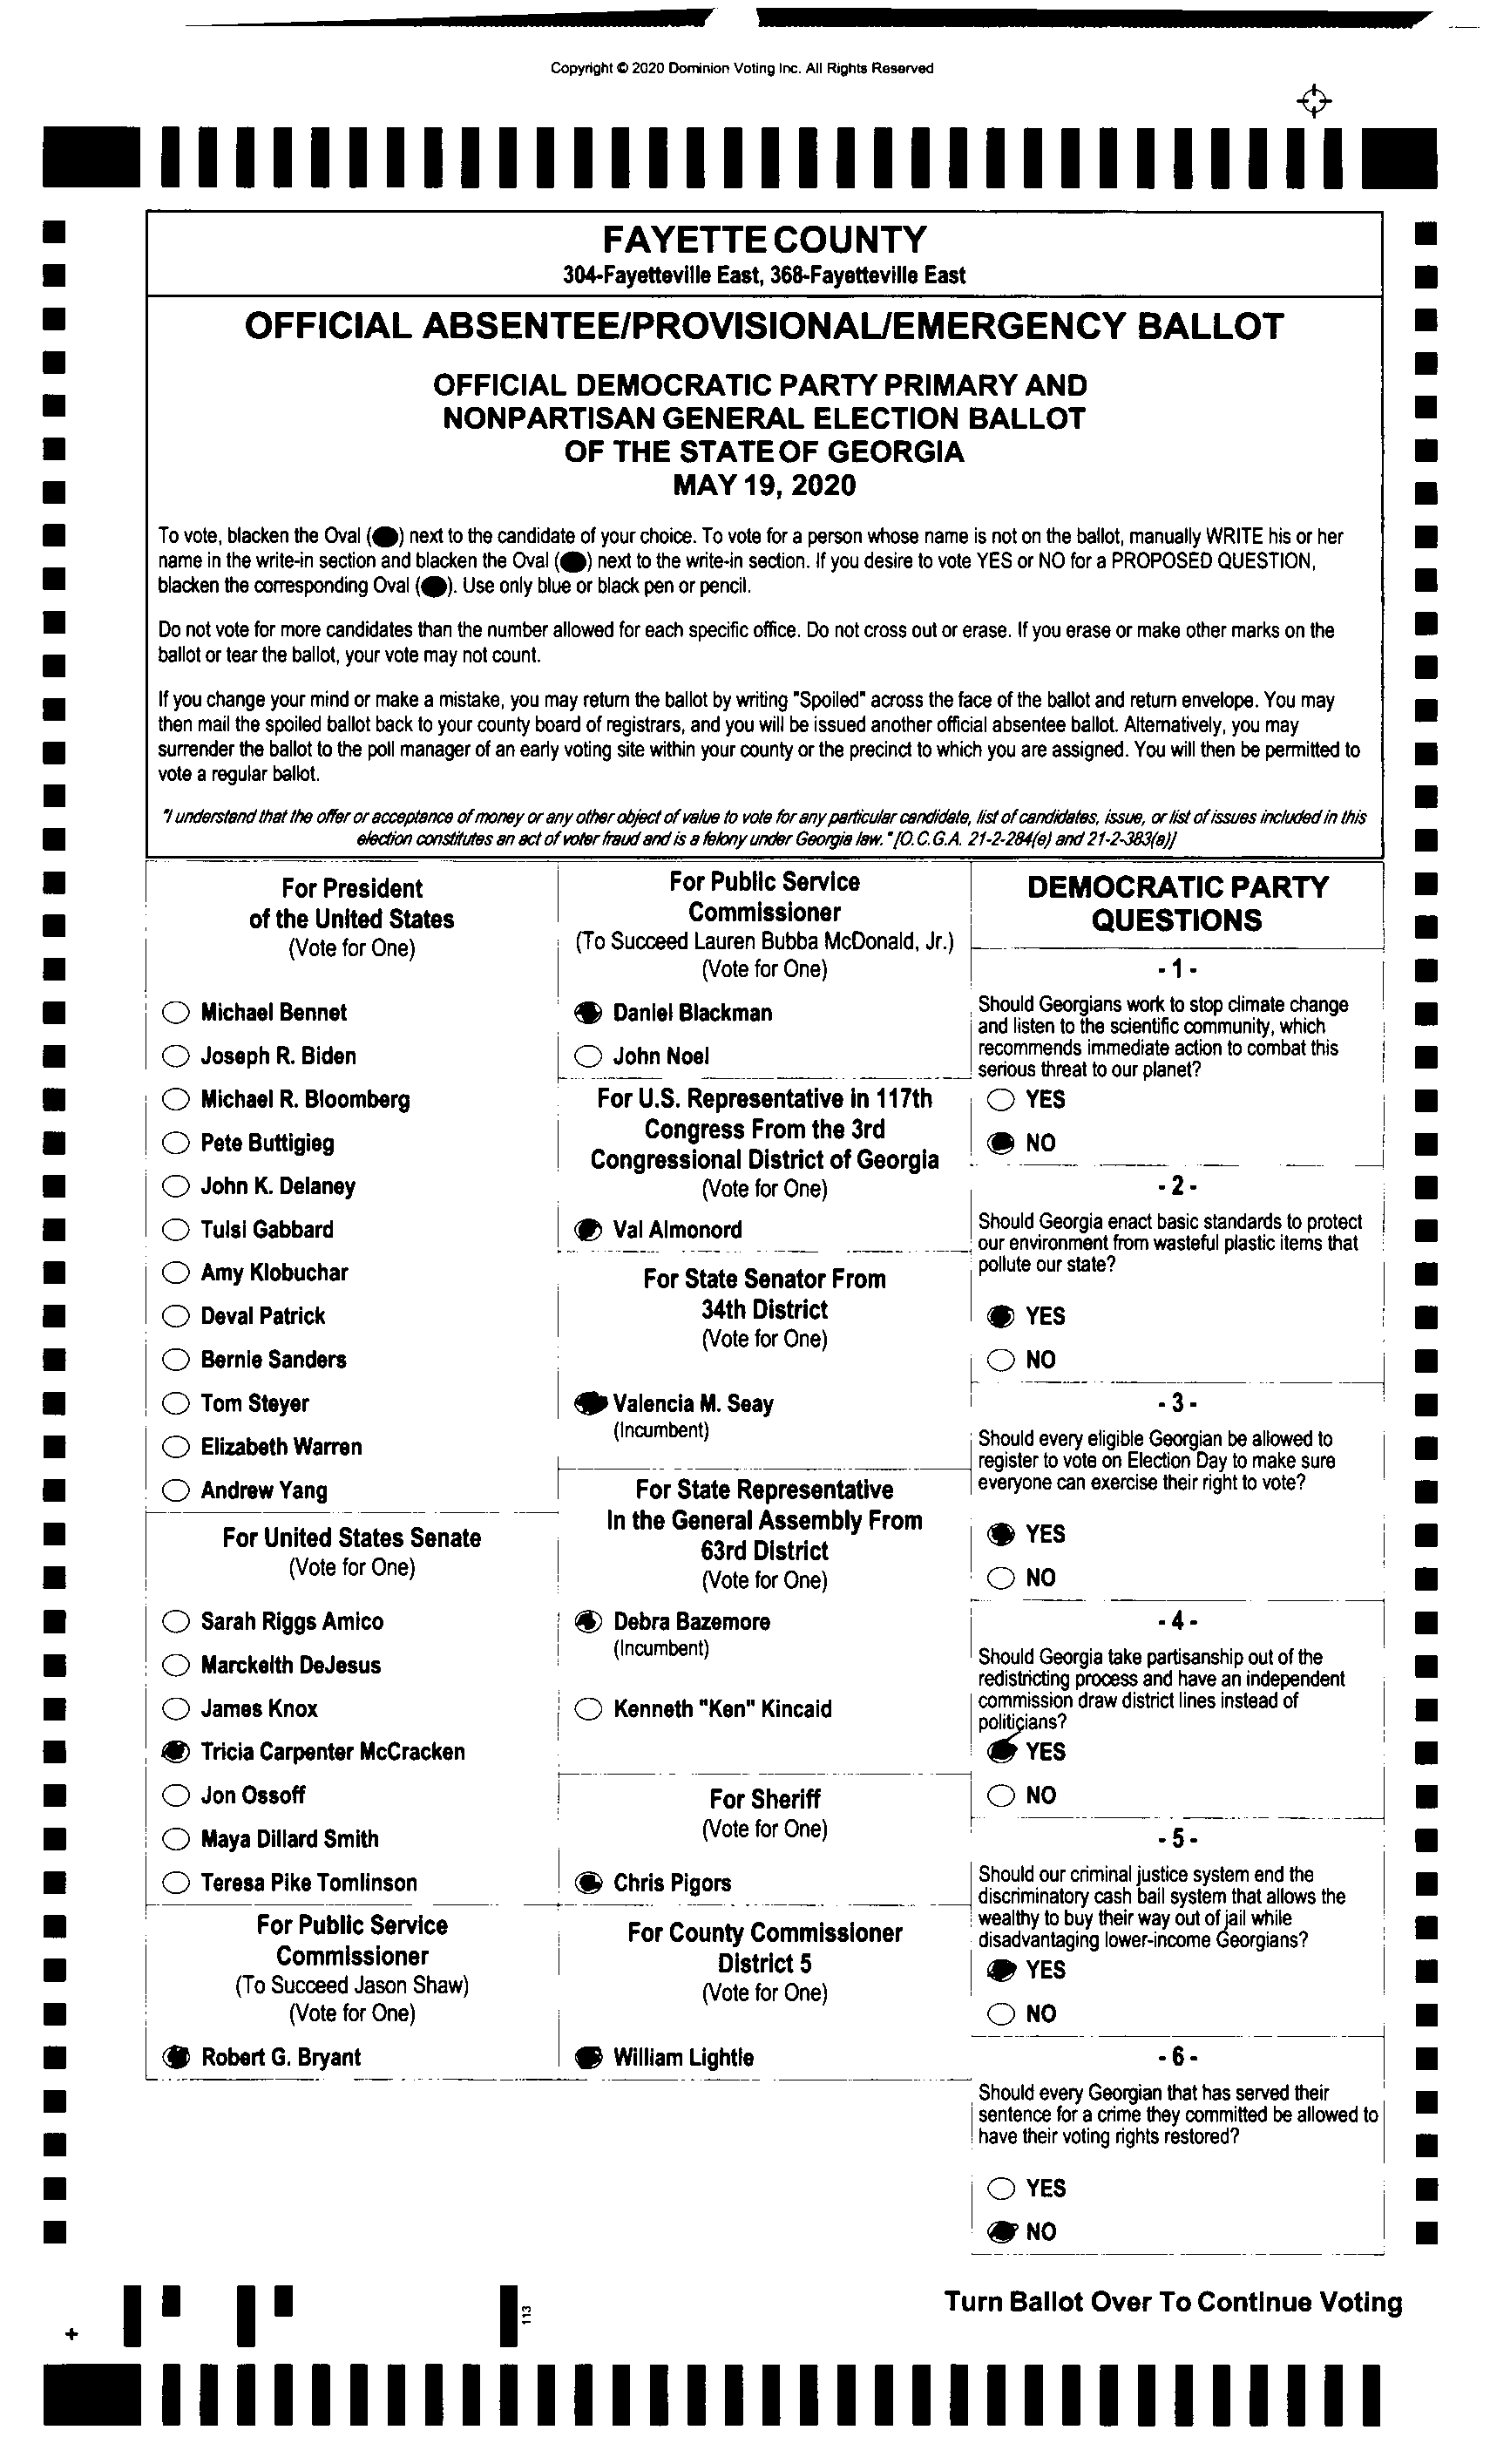 Copyright © 2020 Dominion Voting Inc. All Rights Reserved
FAYETTE COUNTY
304-Fayetteville East, 368-Fayetteville East
OFFICIAL ABSENTEE/PROVISIONAL/EMERGENCY BALLOT
OFFICIAL DEMOCRATIC PARTY PRIMARY AND
NONPARTISAN GENERAL ELECTION BALLOT
OF THE STATE OF GEORGIA
MAY 19, 2020
To vote, blacken the Oval ( ) next to the candidate of your choice. To vote for a person whose name is not on the ballot, manually WRITE his or her
name in the write-in section and blacken the Oval ( ) next to the write-in section. If you desire to vote YES or NO for a PROPOSED QUESTION,
blacken the corresponding Oval ( ). Use only blue or black pen or pencil.
Do not vote for more candidates than the number allowed for each specific office. Do not cross out or erase. If you erase or make other marks on the
ballot or tear the ballot, your vote may not count.
If you change your mind or make a mistake, you may return the ballot by writing "Spoiled" across the face of the ballot and return envelope. You may
then mail the spoiled ballot back to your county board of registrars, and you will be issued another official absentee ballot. Alternatively, you may
surrender the ballot to the poll manager of an early voting site within your county or the precinct to which you are assigned. You will then be permitted to
vote a regular ballot.
"I understand that the offer or acceptance of money or any other object of value to vote for any particular candidate, list of candidates, issue, or list of issues included in this
election constitutes an act of voter fraud and is a felony under Georgia law." [O.C.G.A. 21-2-284(e) and 21-2-383(a)]
For President
of the United States
(Vote for One)
Michael Bennet
Joseph R. Biden
Michael R. Bloomberg
Pete Buttigieg
John K. Delaney
Tulsi Gabbard
Amy Klobuchar
Deval Patrick
Bernie Sanders
Tom Steyer
Elizabeth Warren
Andrew Yang
For United States Senate
(Vote for One)
Sarah Riggs Amico
Marckeith DeJesus
James Knox
Tricia Carpenter McCracken
Jon Ossoff
Maya Dillard Smith
Teresa Pike Tomlinson
For Public Service
Commissioner
(To Succeed Jason Shaw)
(Vote for One)
Robert G. Bryant
For Public Service
Commissioner
(To Succeed Lauren Bubba McDonald, Jr.)
(Vote for One)
Daniel Blackman
John Noel
For U.S. Representative in 117th
Congress From the 3rd
Congressional District of Georgia
(Vote for One)
Val Almonord
For State Senator From
34th District
(Vote for One)
Valencia M. Seay
(Incumbent)
For State Representative
In the General Assembly From
63rd District
(Vote for One)
Debra Bazemore
(Incumbent)
Kenneth "Ken" Kincaid
For Sheriff
(Vote for One)
Chris Pigors
For County Commissioner
District 5
(Vote for One)
William Lightle
DEMOCRATIC PARTY
QUESTIONS
- 1 -
Should Georgians work to stop climate change
and listen to the scientific community, which
recommends immediate action to combat this
serious threat to our planet?
YES
NO
- 2 -
Should Georgia enact basic standards to protect
our environment from wasteful plastic items that
pollute our state?
YES
NO
- 3 -
Should every eligible Georgian be allowed to
register to vote on Election Day to make sure
everyone can exercise their right to vote?
YES
NO
- 4 -
Should Georgia take partisanship out of the
redistricting process and have an independent
commission draw district lines instead of
politicians?
YES
NO
- 5 -
Should our criminal justice system end the
discriminatory cash bail system that allows the
wealthy to buy their way out of jail while
disadvantaging lower-income Georgians?
YES
NO
- 6 -
Should every Georgian that has served their
sentence for a crime they committed be allowed to
have their voting rights restored?
YES
NO
Turn Ballot Over To Continue Voting
113